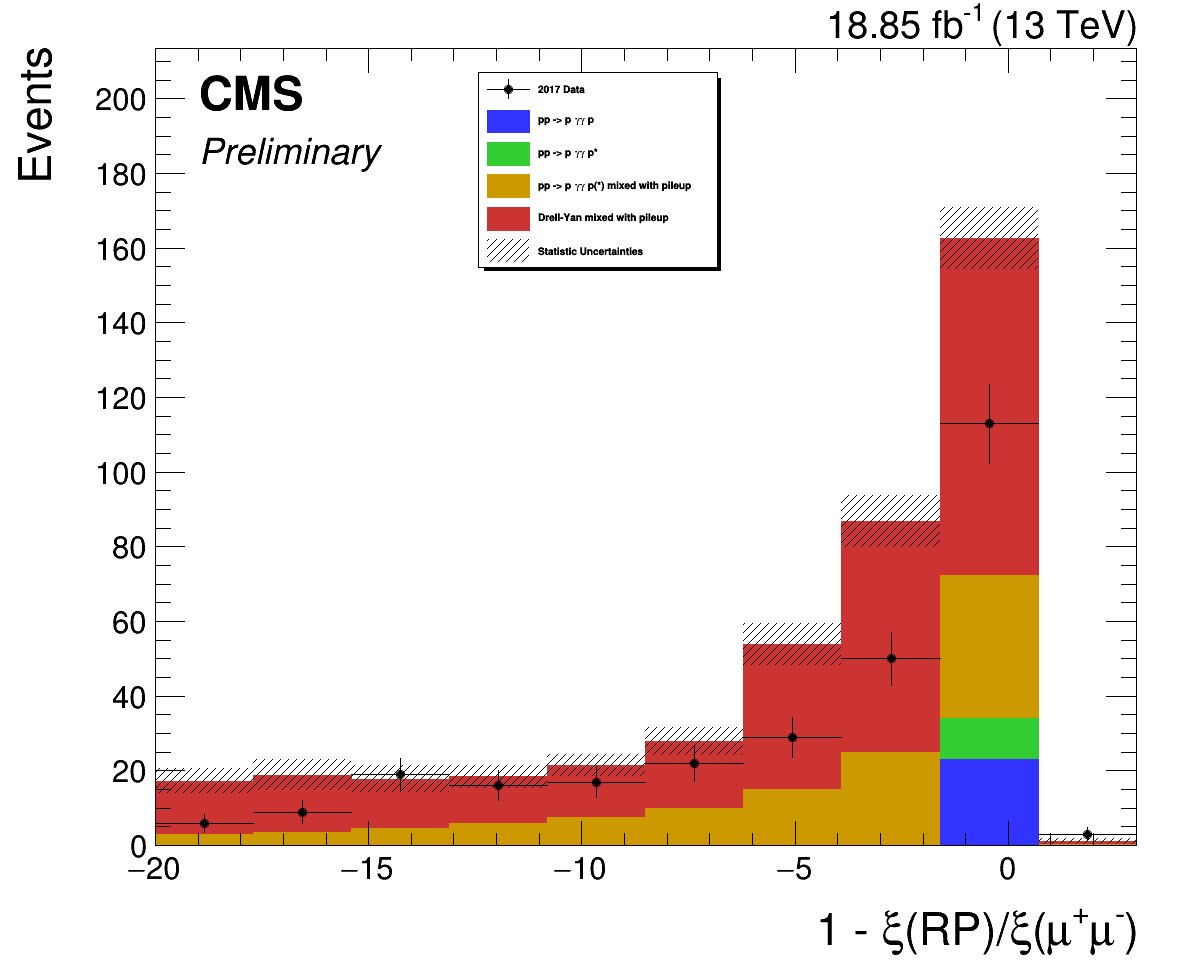 18.85 fb⁻¹ (13 TeV)
Events
CMS
Preliminary
2017 Data
pp -> p γγ p
pp -> p γγ p*
pp -> p γγ p(*) mixed with pileup
Drell-Yan mixed with pileup
Statistic Uncertainties
200
180
160
140
120
100
80
60
40
20
0
−20 −15 −10 −5 0
1 - ξ(RP)/ξ(μ⁺μ⁻)